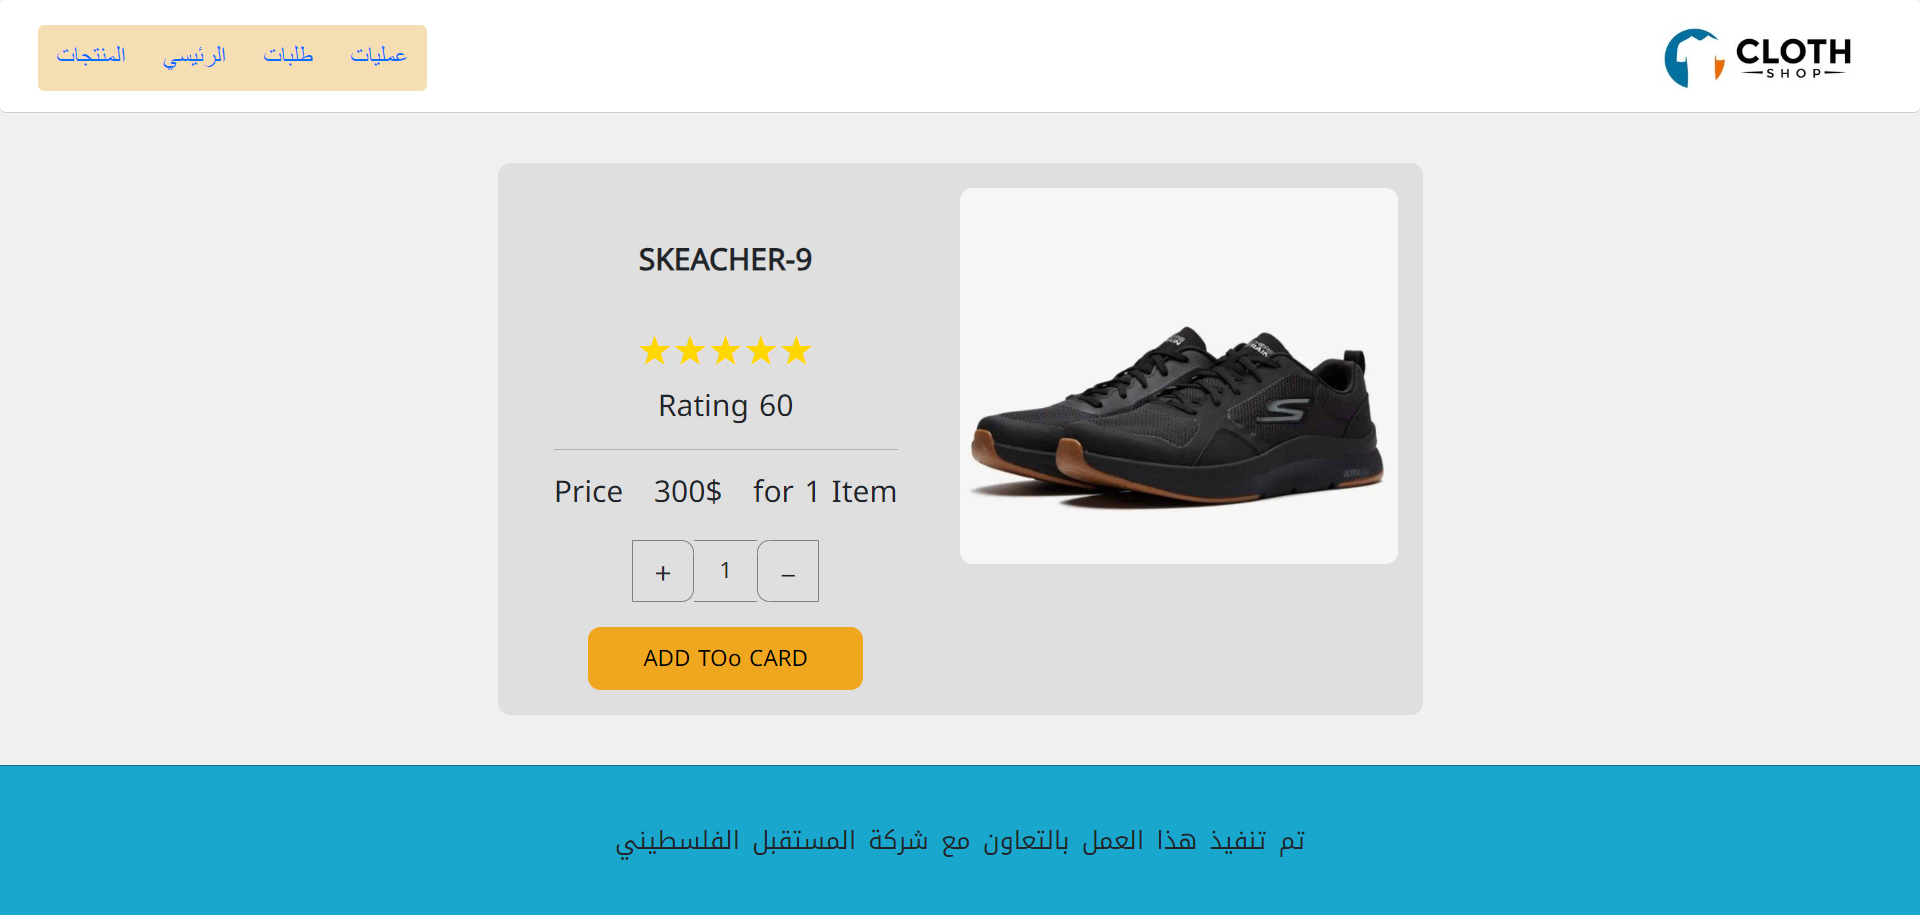 CLOTH
SHOP
عمليات
طلبات
الرئيسي
المنتجات
SKEACHER-9
★★★★★
Rating 60
Price 300$ for 1 Item
+ 1 –
ADD TOo CARD
تم تنفيذ هذا العمل بالتعاون مع شركة المستقبل الفلسطيني